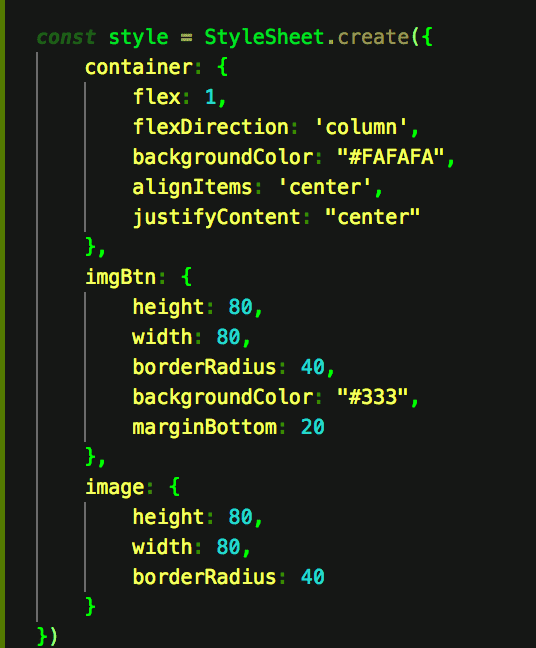 const style = StyleSheet.create({
    container: {
        flex: 1,
        flexDirection: 'column',
        backgroundColor: "#FAFAFA",
        alignItems: 'center',
        justifyContent: "center"
    },
    imgBtn: {
        height: 80,
        width: 80,
        borderRadius: 40,
        backgroundColor: "#333",
        marginBottom: 20
    },
    image: {
        height: 80,
        width: 80,
        borderRadius: 40
    }
})